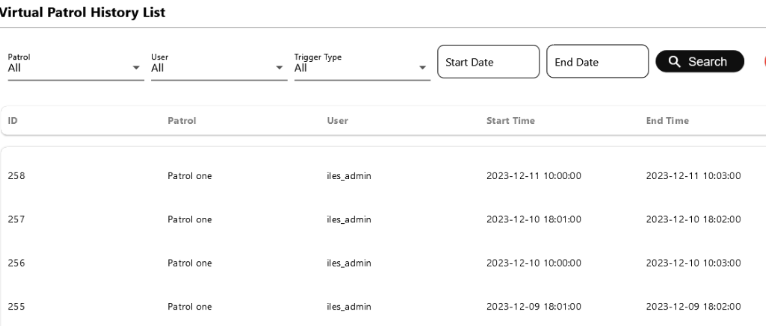 Virtual Patrol History List
Patrol User Trigger Type
All All All Start Date End Date Search
ID Patrol User Start Time End Time
258 Patrol one iles_admin 2023-12-11 10:00:00 2023-12-11 10:03:00
257 Patrol one iles_admin 2023-12-10 18:01:00 2023-12-10 18:02:00
256 Patrol one iles_admin 2023-12-10 10:00:00 2023-12-10 10:03:00
255 Patrol one iles_admin 2023-12-09 18:01:00 2023-12-09 18:02:00